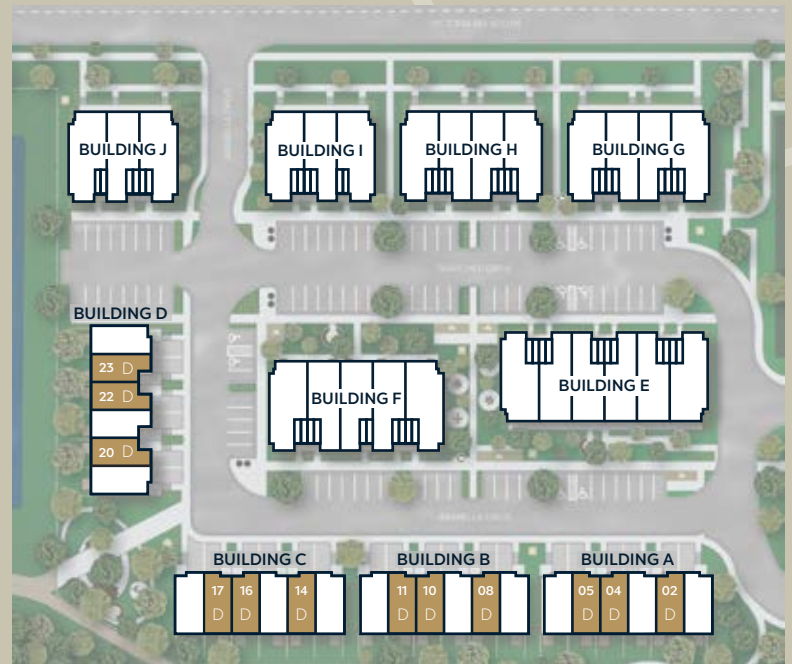 BUILDING J
BUILDING I
BUILDING H
BUILDING G
BUILDING D
23 D
22 D
20 D
BUILDING F
BUILDING E
BUILDING C
17
D
16
D
14
D
BUILDING B
11
D
10
D
08
D
BUILDING A
05
D
04
D
02
D